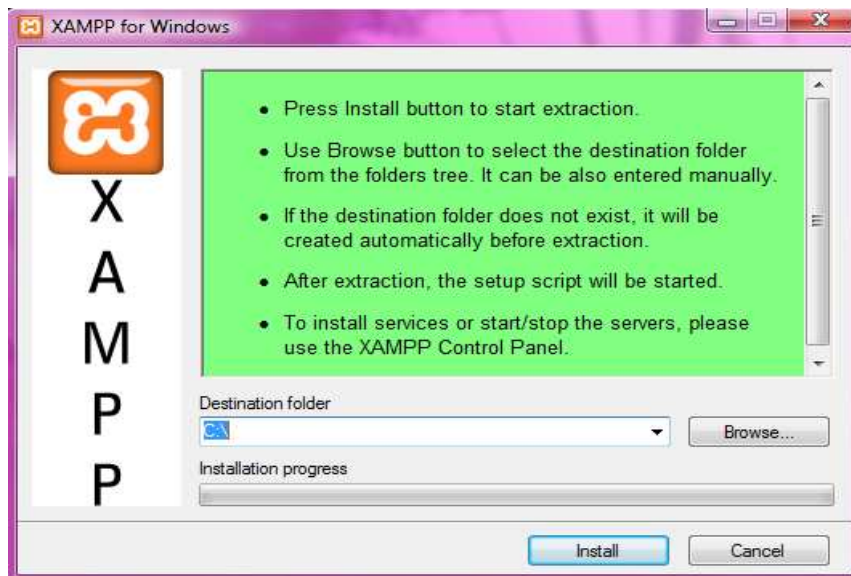 XAMPP for Windows
• Press Install button to start extraction.
• Use Browse button to select the destination folder
from the folders tree. It can be also entered manually.
• If the destination folder does not exist, it will be
created automatically before extraction.
• After extraction, the setup script will be started.
• To install services or start/stop the servers, please
use the XAMPP Control Panel.
X
A
M
P
P
Destination folder
C:\
Browse...
Installation progress
Install
Cancel